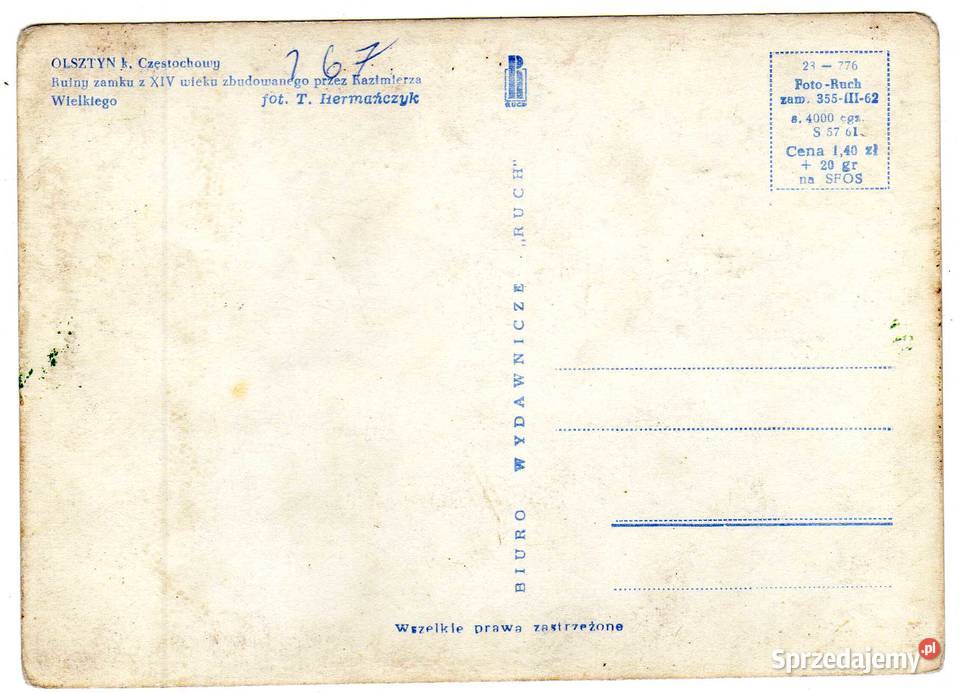 OLSZTYN k. Częstochowy
Ruiny zamku z XIV wieku zbudowanego przez Kazimierza
Wielkiego fot. T. Hermańczyk
167
RUCH
23 — 776
Foto-Ruch
zam. 355-III-62
s. 4000 egz.
S 57 61
Cena 1,40 zł
+ 20 gr
na SFOS
BIURO WYDAWNICZE „RUCH"
Wszelkie prawa zastrzeżone
Sprzedajemy.pl